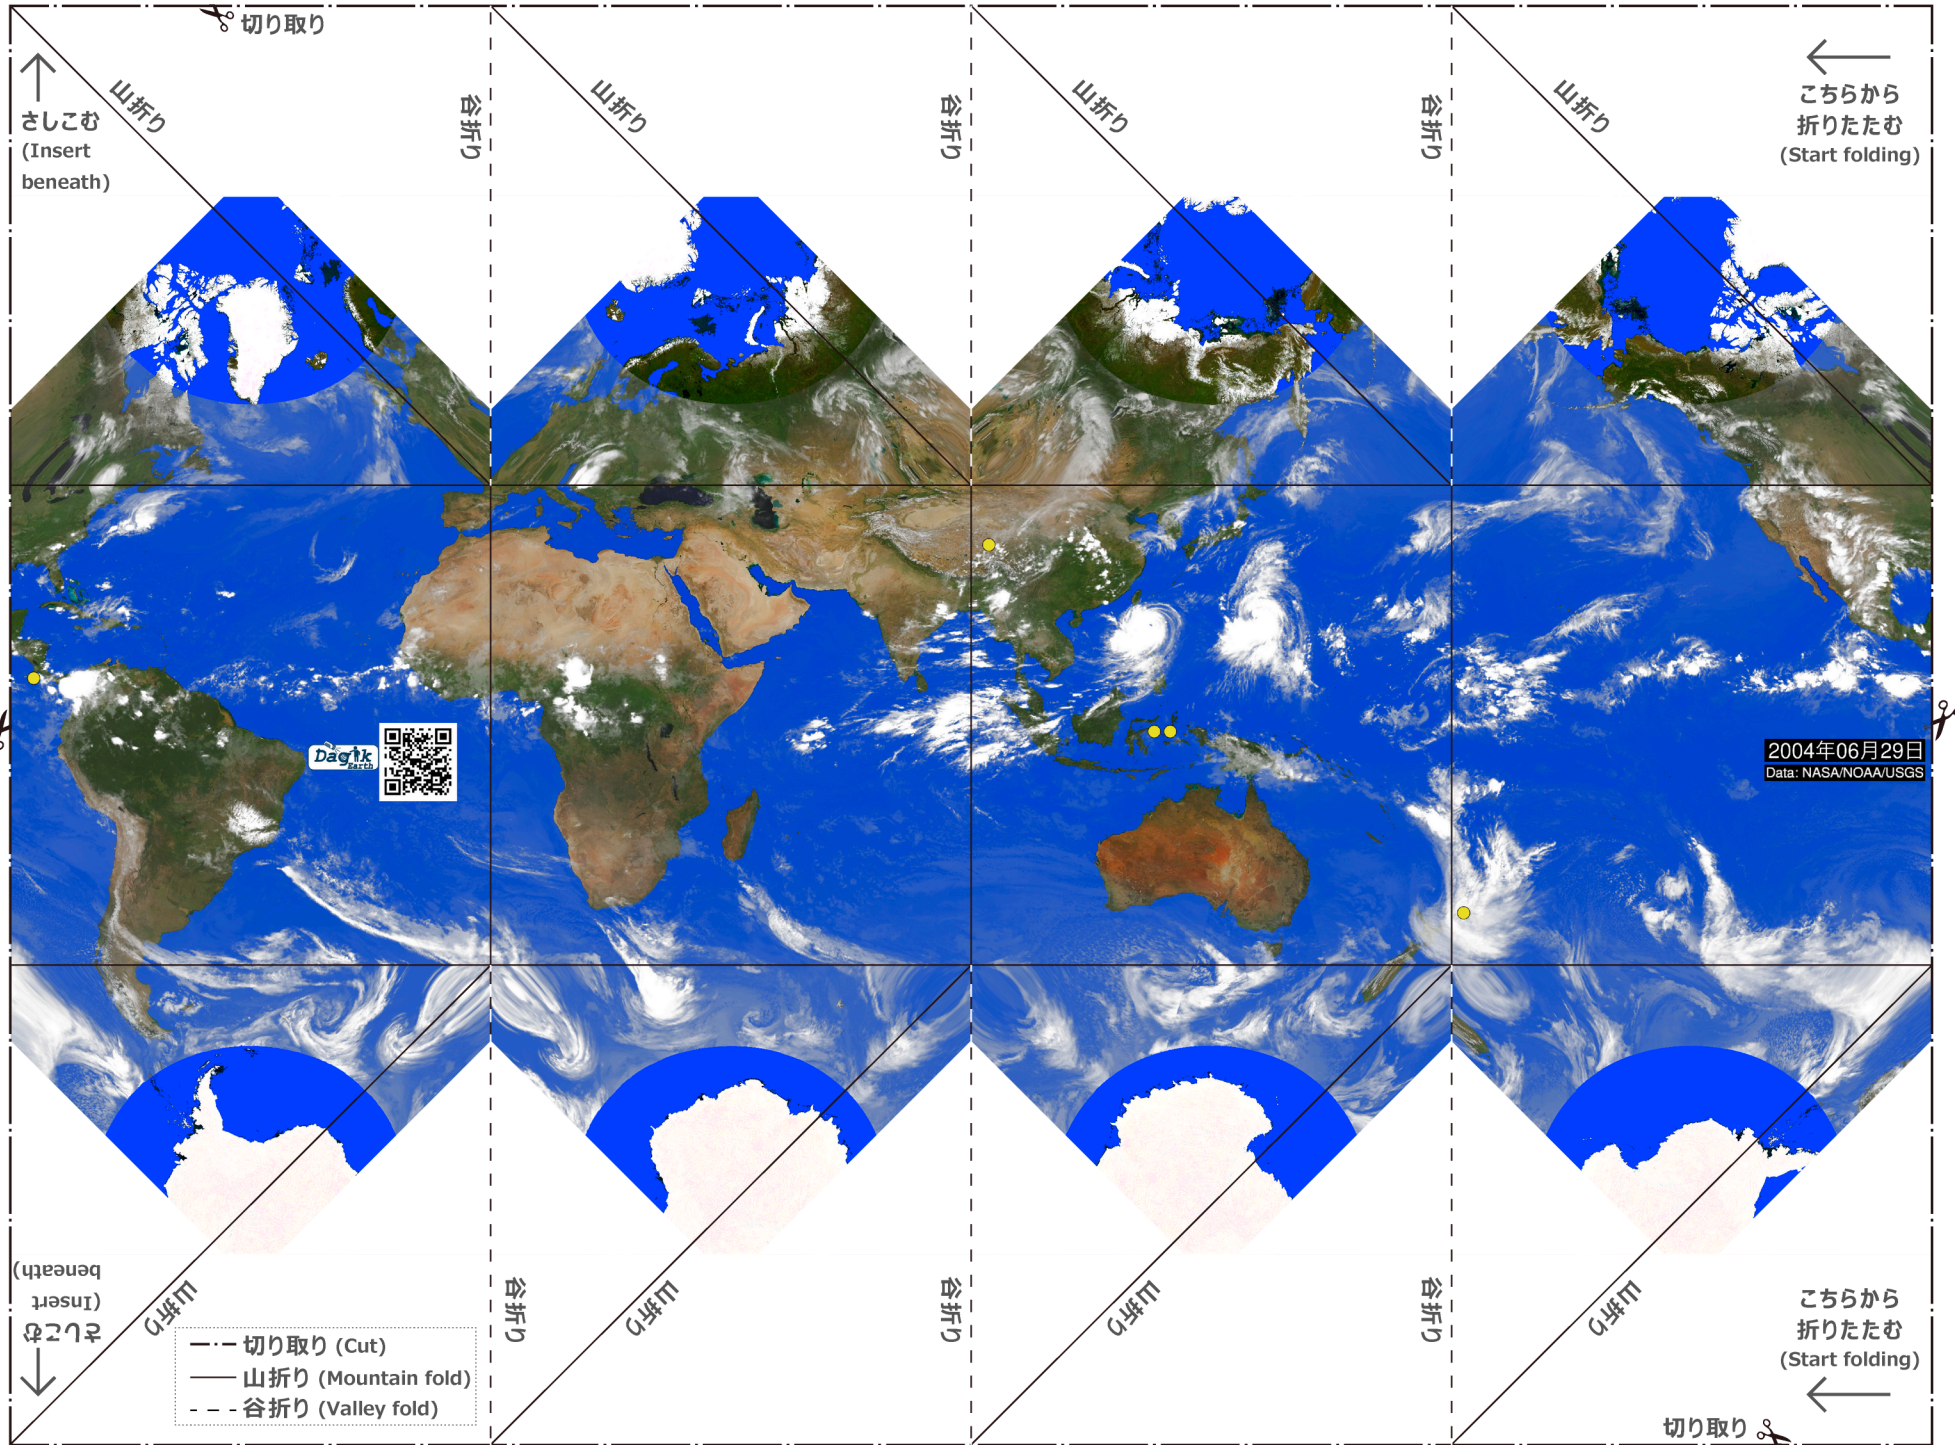 切り取り
さしこむ
(Insert
beneath)
山折り
谷折り
山折り
谷折り
山折り
谷折り
山折り
こちらから
折りたたむ
(Start folding)
Dagik
Earth
2004年06月29日
Data: NASA/NOAA/USGS
さしこむ
(Insert
beneath)
山折り
谷折り
山折り
谷折り
山折り
谷折り
山折り
こちらから
折りたたむ
(Start folding)
切り取り (Cut)
山折り (Mountain fold)
谷折り (Valley fold)
切り取り